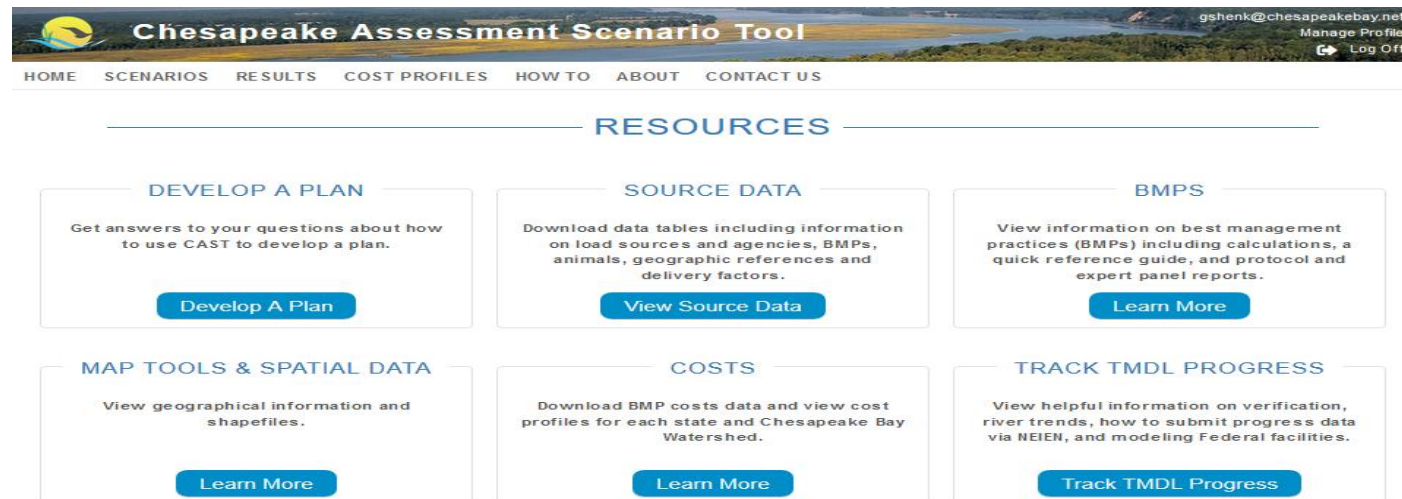 Chesapeake Assessment Scenario Tool
gshenk@chesapeakebay.net
Manage Profile
Log Off
HOME SCENARIOS RESULTS COST PROFILES HOW TO ABOUT CONTACT US
RESOURCES
DEVELOP A PLAN
Get answers to your questions about how
to use CAST to develop a plan.
Develop A Plan
SOURCE DATA
Download data tables including information
on load sources and agencies, BMPs,
animals, geographic references and
delivery factors.
View Source Data
BMPS
View information on best management
practices (BMPs) including calculations, a
quick reference guide, and protocol and
expert panel reports.
Learn More
MAP TOOLS & SPATIAL DATA
View geographical information and
shapefiles.
Learn More
COSTS
Download BMP costs data and view cost
profiles for each state and Chesapeake Bay
Watershed.
Learn More
TRACK TMDL PROGRESS
View helpful information on verification,
river trends, how to submit progress data
via NEIEN, and modeling Federal facilities.
Track TMDL Progress